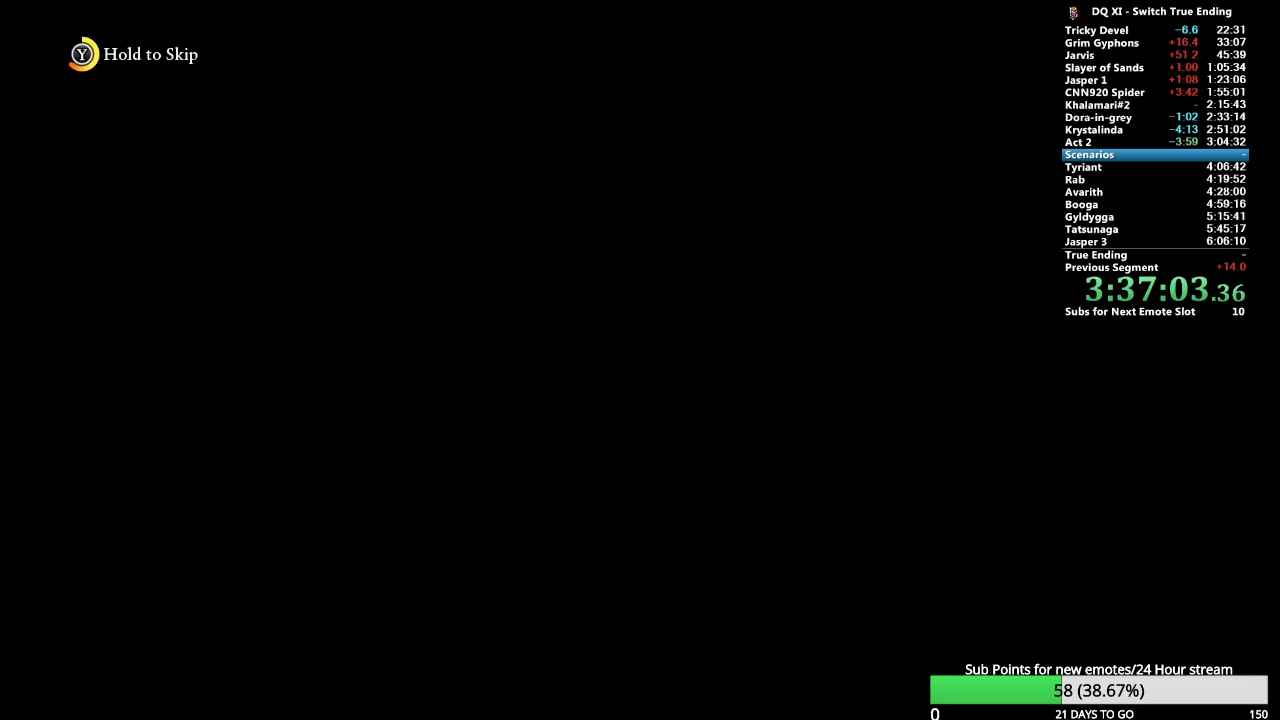 DQ XI - Switch True Ending
Y Hold to Skip
Tricky Devel −6.6 22:31
Grim Gyphons +16.4 33:07
Jarvis +51.2 45:39
Slayer of Sands +1:00 1:05:34
Jasper 1 +1:08 1:23:06
CNN920 Spider +3:42 1:55:01
Khalamari#2 - 2:15:43
Dora-in-grey −1:02 2:33:14
Krystalinda −4:13 2:51:02
Act 2 −3:59 3:04:32
Scenarios -
Tyriant 4:06:42
Rab 4:19:52
Avarith 4:28:00
Booga 4:59:16
Gyldygga 5:15:41
Tatsunaga 5:45:17
Jasper 3 6:06:10
True Ending -
Previous Segment +14.0
3:37:03.36
Subs for Next Emote Slot 10
Sub Points for new emotes/24 Hour stream
58 (38.67%)
0 21 DAYS TO GO 150